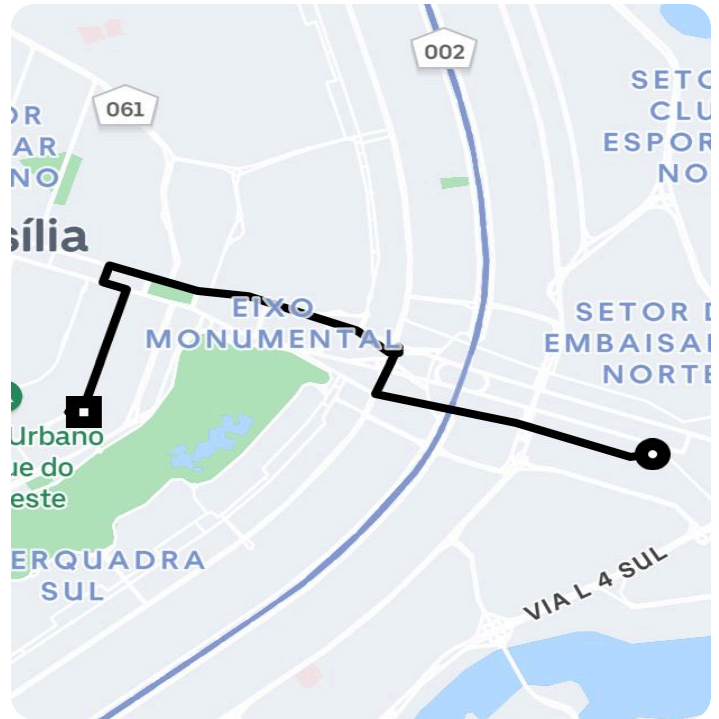 002
SETO
CLU
ESPOR
NO
061
OR
AR
NO
sília
EIXO
MONUMENTAL
SETOR D
EMBAISAI
NORTE
Urbano
ue do
este
ERQUADRA
SUL
VIA L 4 SUL